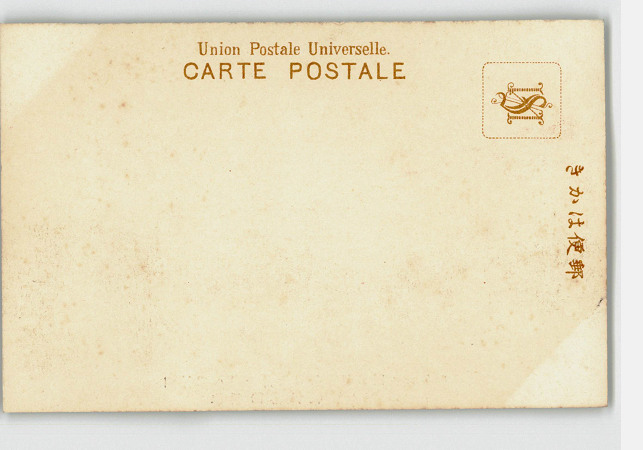 Union Postale Universelle.
CARTE POSTALE
きかは便郵